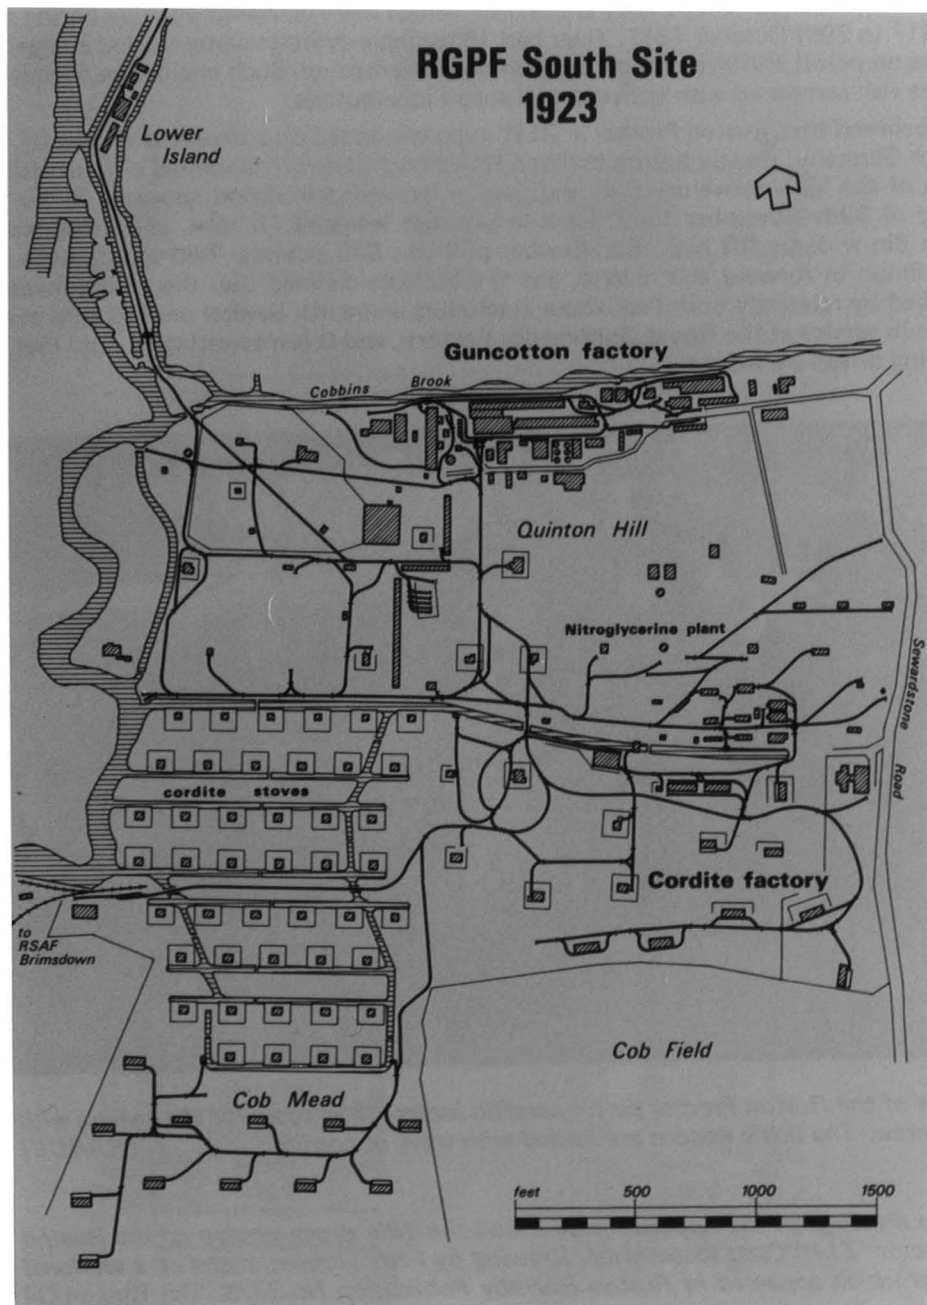 RGPF South Site
1923
Lower
Island
Guncotton factory
Cobbins Brook
Quinton Hill
Nitroglycerine plant
Sewardstone Road
cordite stoves
Cordite factory
to
RSAF
Brimsdown
Cob Field
Cob Mead
feet 500 1000 1500